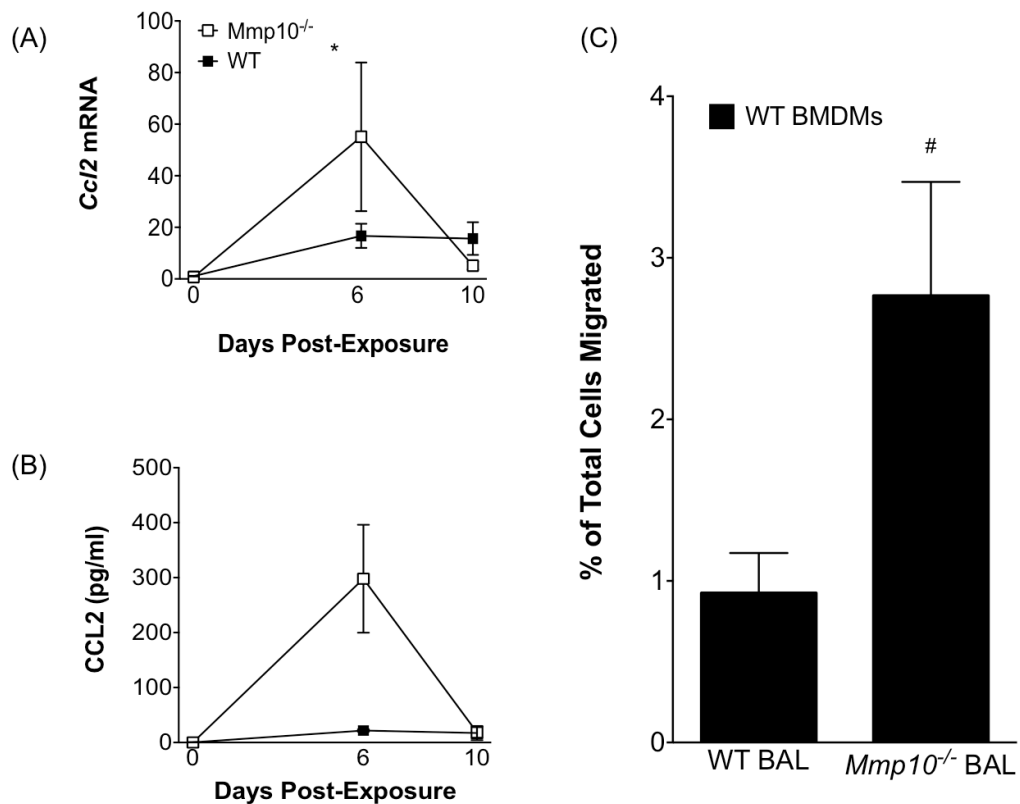 (A)
100
80
60
40
20
0
Ccl2 mRNA
Mmp10-/-
WT
*
0 6 10
Days Post-Exposure
(B)
500
400
300
200
100
0
CCL2 (pg/ml)
0 6 10
Days Post-Exposure
(C)
4
3
2
1
0
% of Total Cells Migrated
WT BMDMs
#
WT BAL Mmp10-/- BAL